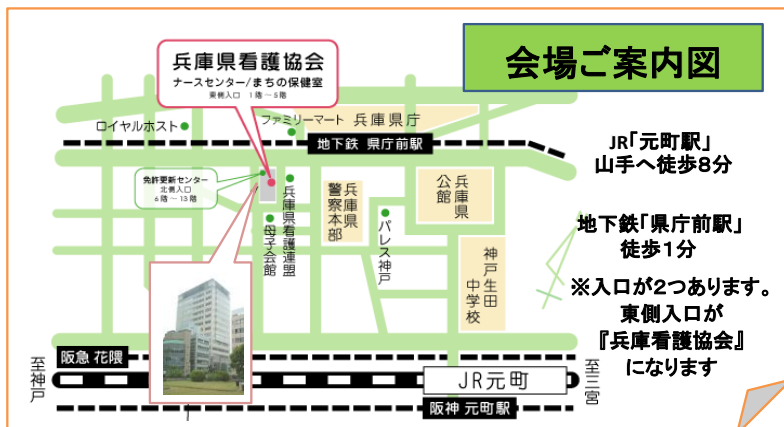 会場ご案内図
兵庫県看護協会
ナースセンター/まちの保健室
東側入口 1階～5階
ロイヤルホスト
ファミリーマート
兵庫県庁
地下鉄 県庁前駅
免許更新センター
北側入口
6階～13階
兵庫県看護連盟
母子会館
兵庫県
警察本部
パレス神戸
兵庫県
公館
神戸生田
中学校
JR「元町駅」
山手へ徒歩8分
地下鉄「県庁前駅」
徒歩1分
※入口が2つあります。
東側入口が
『兵庫看護協会』
になります
阪急 花隈
至神戸
JR元町
至三宮
阪神 元町駅